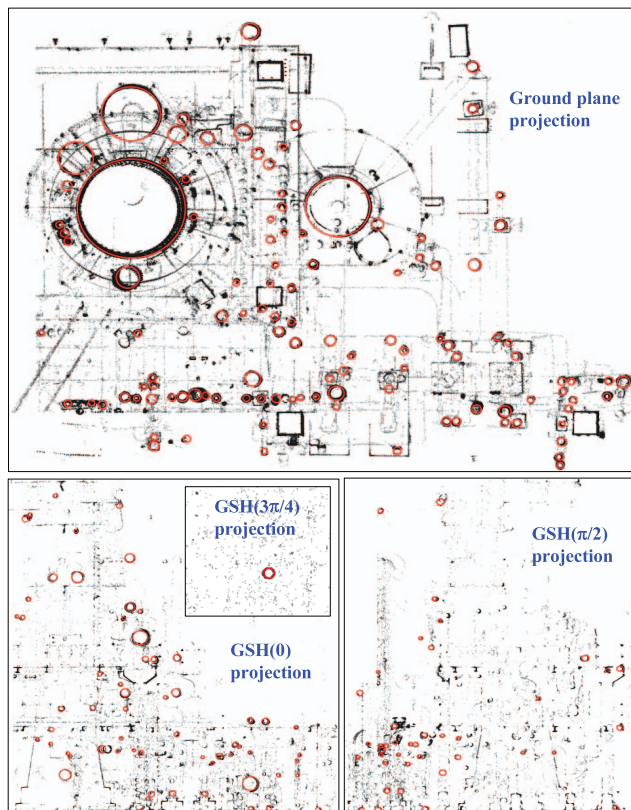 Ground plane
projection
GSH(3π/4)
projection
GSH(0)
projection
GSH(π/2)
projection